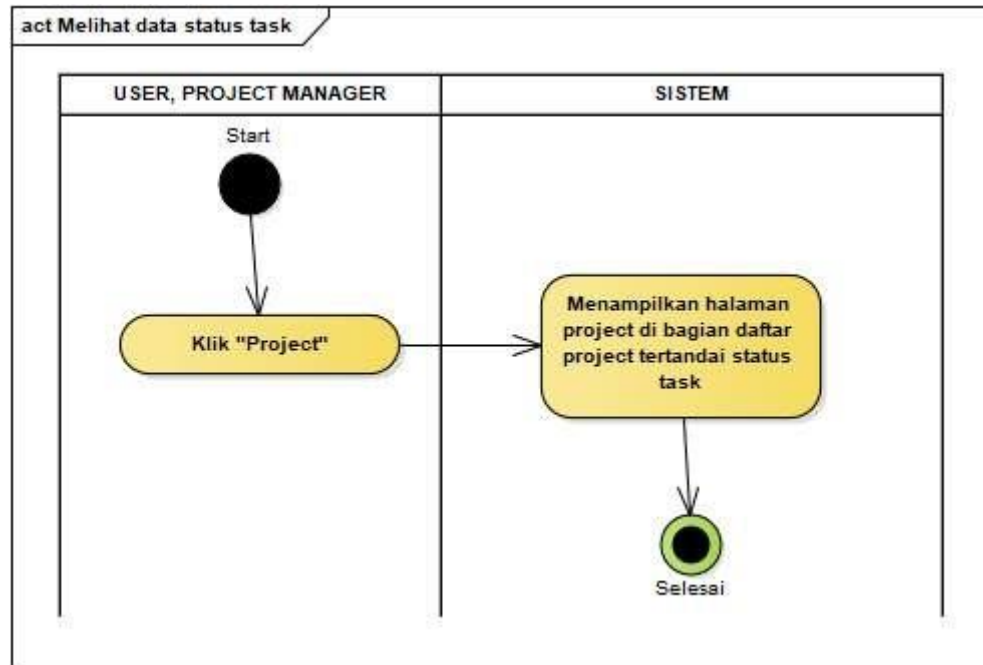 act Melihat data status task
USER, PROJECT MANAGER
SISTEM
Start
Klik "Project"
Menampilkan halaman
project di bagian daftar
project tertandai status
task
Selesai